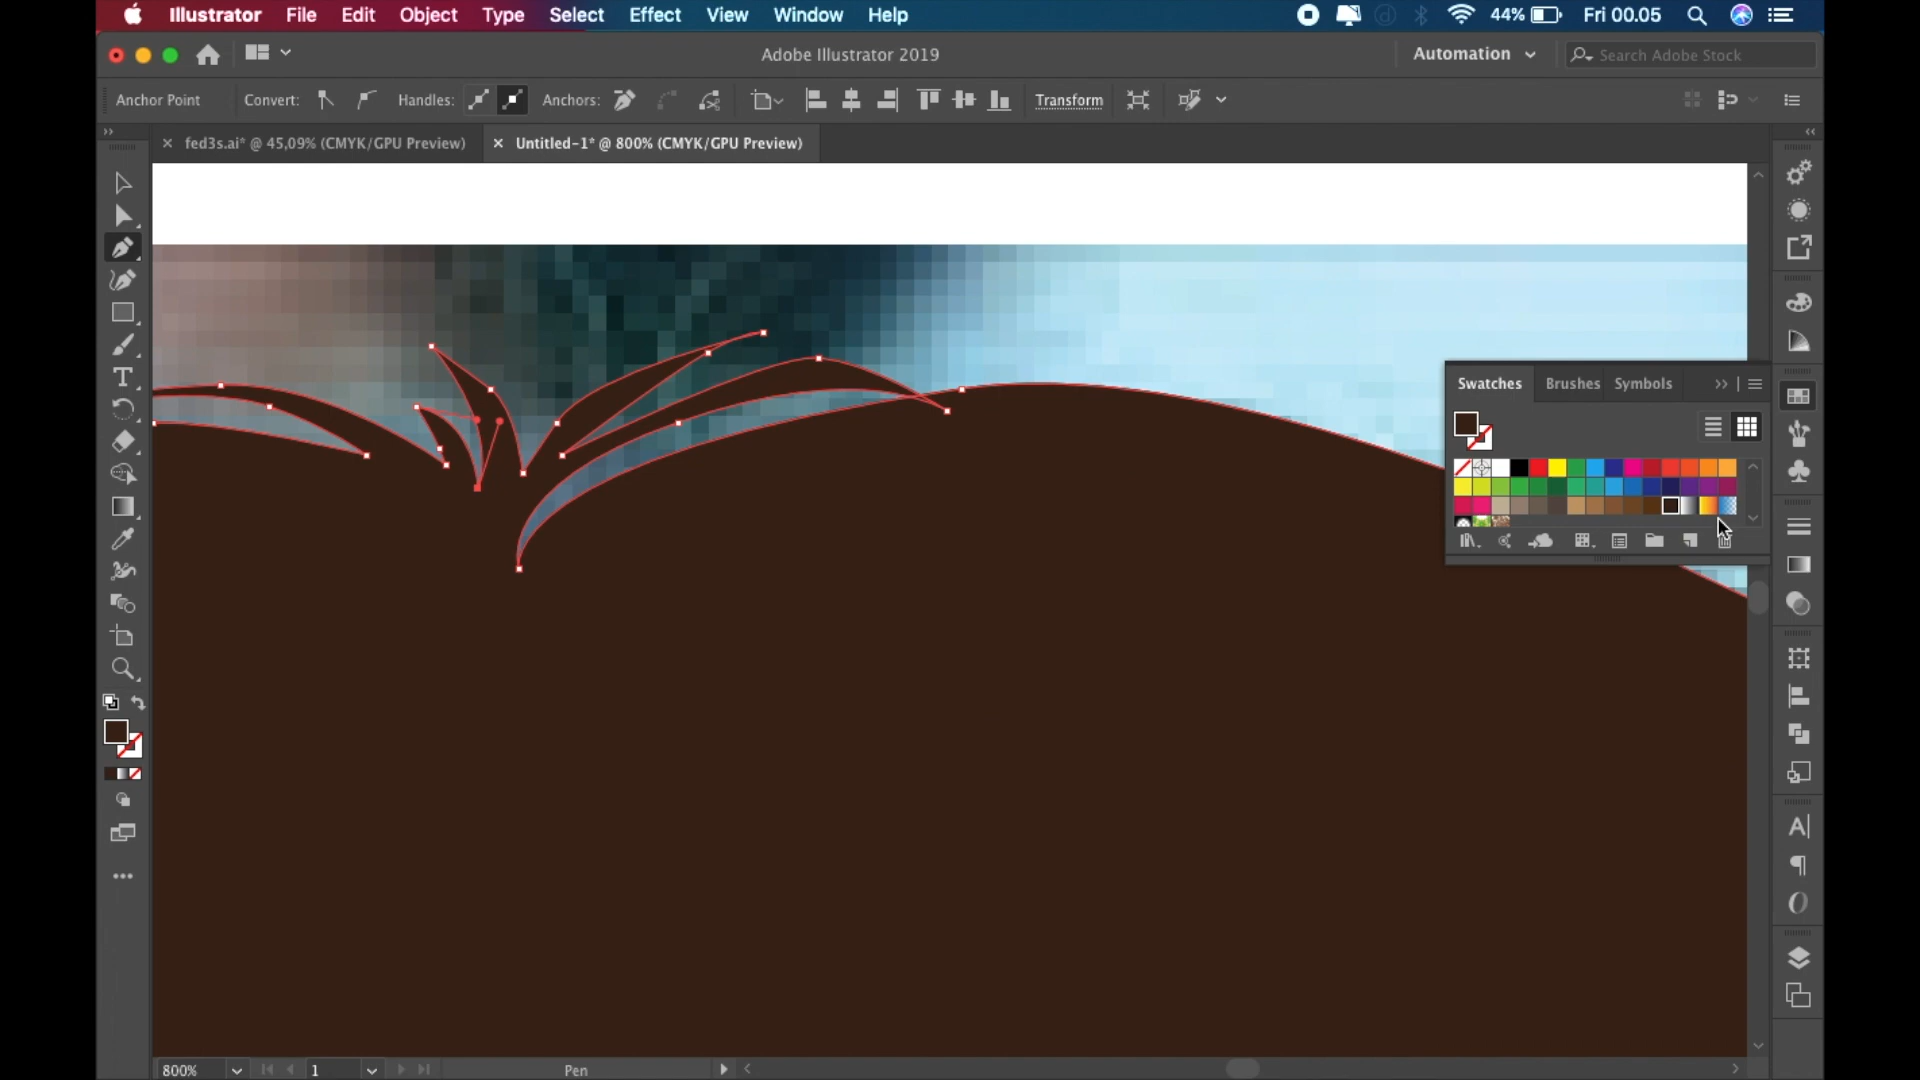 Illustrator File Edit Object Type Select Effect View Window Help 44% Fri 00.05
Adobe Illustrator 2019 Automation Search Adobe Stock
Anchor Point Convert: Handles: Anchors: Transform
fed3s.ai* @ 45,09% (CMYK/GPU Preview) Untitled-1* @ 800% (CMYK/GPU Preview)
Swatches Brushes Symbols
800% 1 Pen